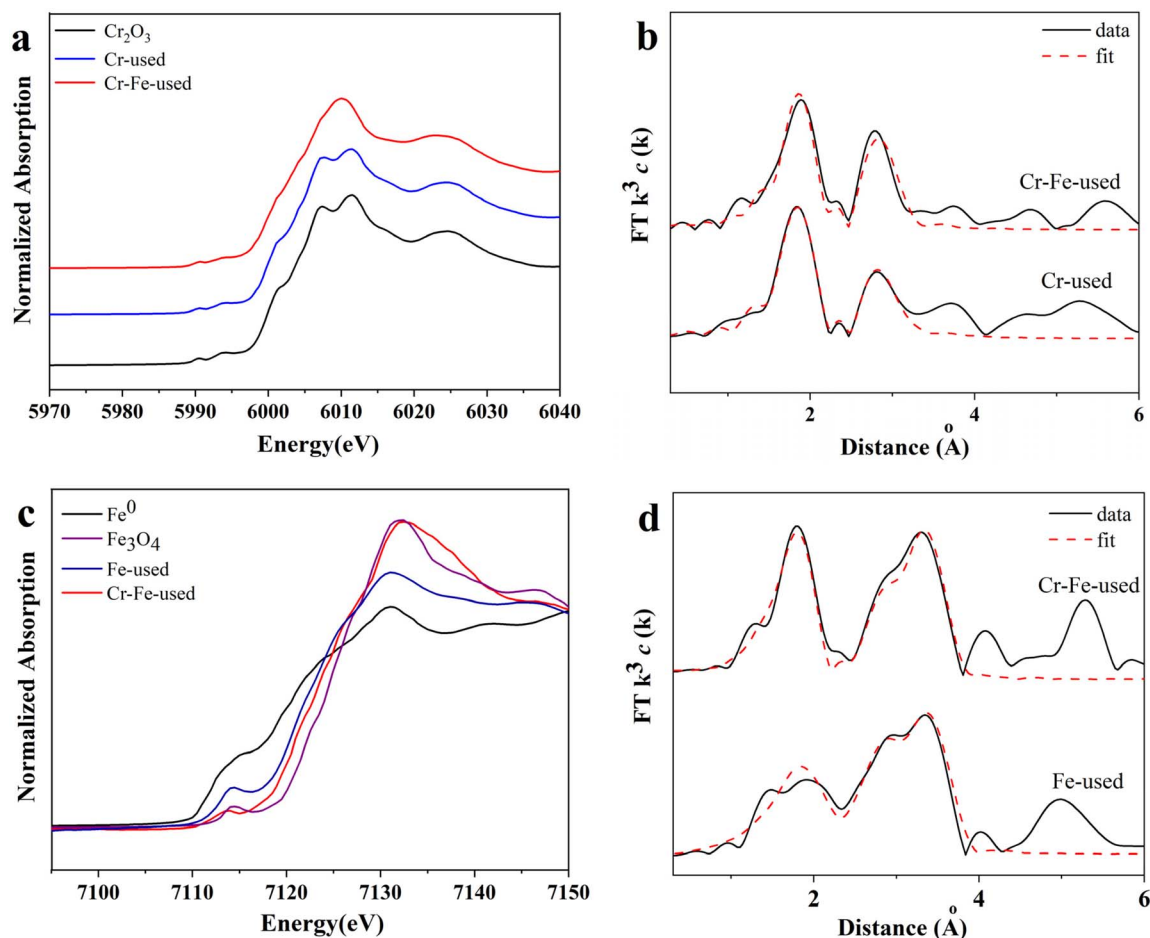 a
Cr₂O₃
Cr-used
Cr-Fe-used
Normalized Absorption
5970 5980 5990 6000 6010 6020 6030 6040
Energy(eV)
b
data
fit
Cr-Fe-used
Cr-used
FT k³ c (k)
2 4 6
Distance (Å)
c
Fe⁰
Fe₃O₄
Fe-used
Cr-Fe-used
Normalized Absorption
7100 7110 7120 7130 7140 7150
Energy(eV)
d
data
fit
Cr-Fe-used
Fe-used
FT k³ c (k)
2 4 6
Distance (Å)